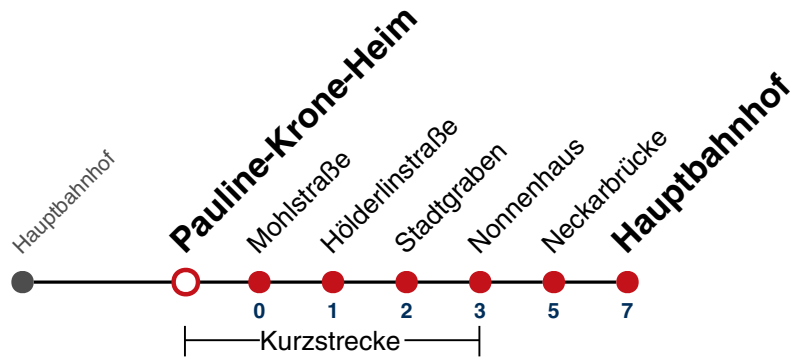 Hauptbahnhof
Pauline-Krone-Heim
Mohlstraße
Hölderlinstraße
Stadtgraben
Nonnenhaus
Neckarbrücke
Hauptbahnhof
0 1 2 3 5 7
Kurzstrecke